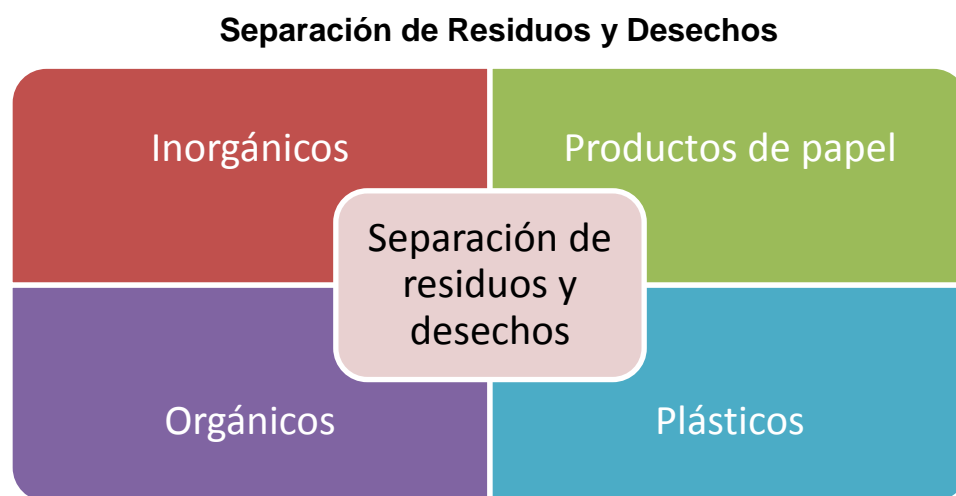 Separación de Residuos y Desechos
Inorgánicos
Productos de papel
Separación de
residuos y
desechos
Orgánicos
Plásticos